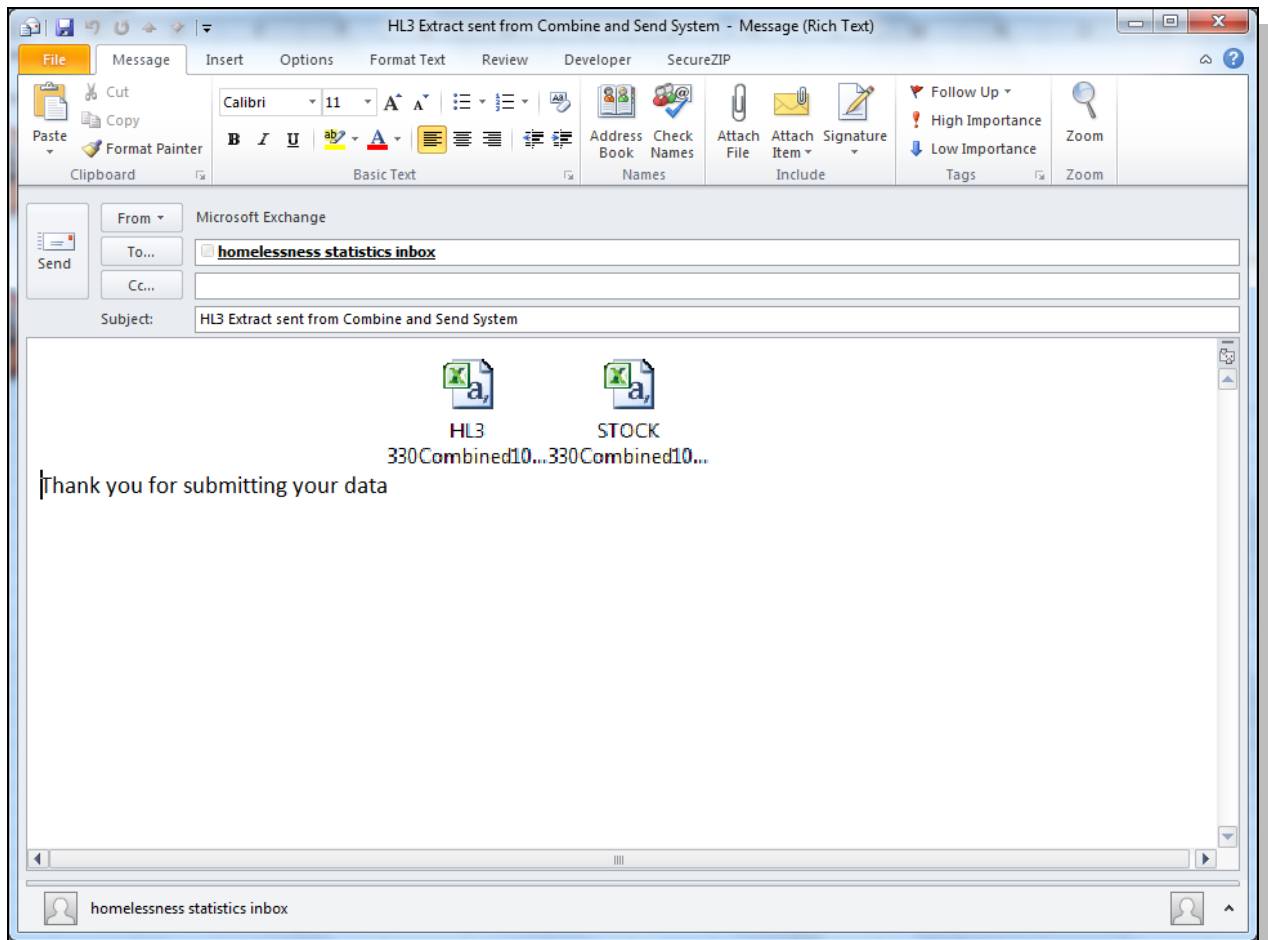 HL3 Extract sent from Combine and Send System - Message (Rich Text)
File Message Insert Options Format Text Review Developer SecureZIP
Paste
Cut
Copy
Format Painter
Clipboard
Calibri 11
B I U
Basic Text
Address Book
Check Names
Names
Attach File
Attach Item
Signature
Include
Follow Up
High Importance
Low Importance
Tags
Zoom
Zoom
Send
From Microsoft Exchange
To... homelessness statistics inbox
Cc...
Subject: HL3 Extract sent from Combine and Send System
HL3 STOCK
330Combined10... 330Combined10...
Thank you for submitting your data
homelessness statistics inbox